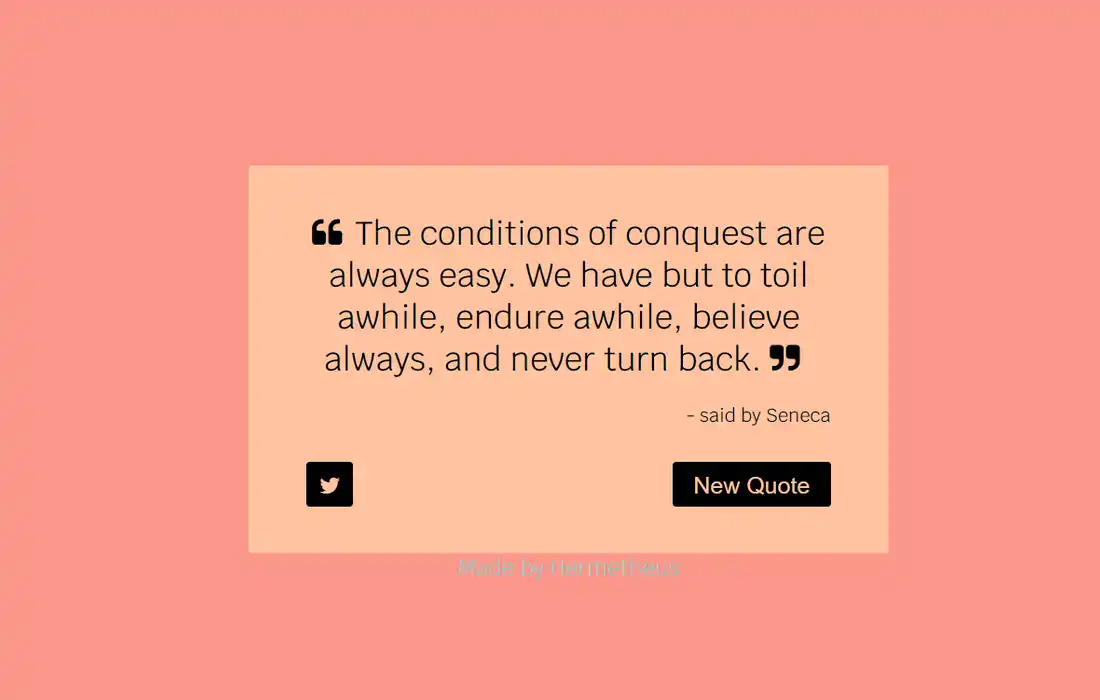 ❝ The conditions of conquest are
always easy. We have but to toil
awhile, endure awhile, believe
always, and never turn back. ❞
- said by Seneca
New Quote
Made by Hermetheus